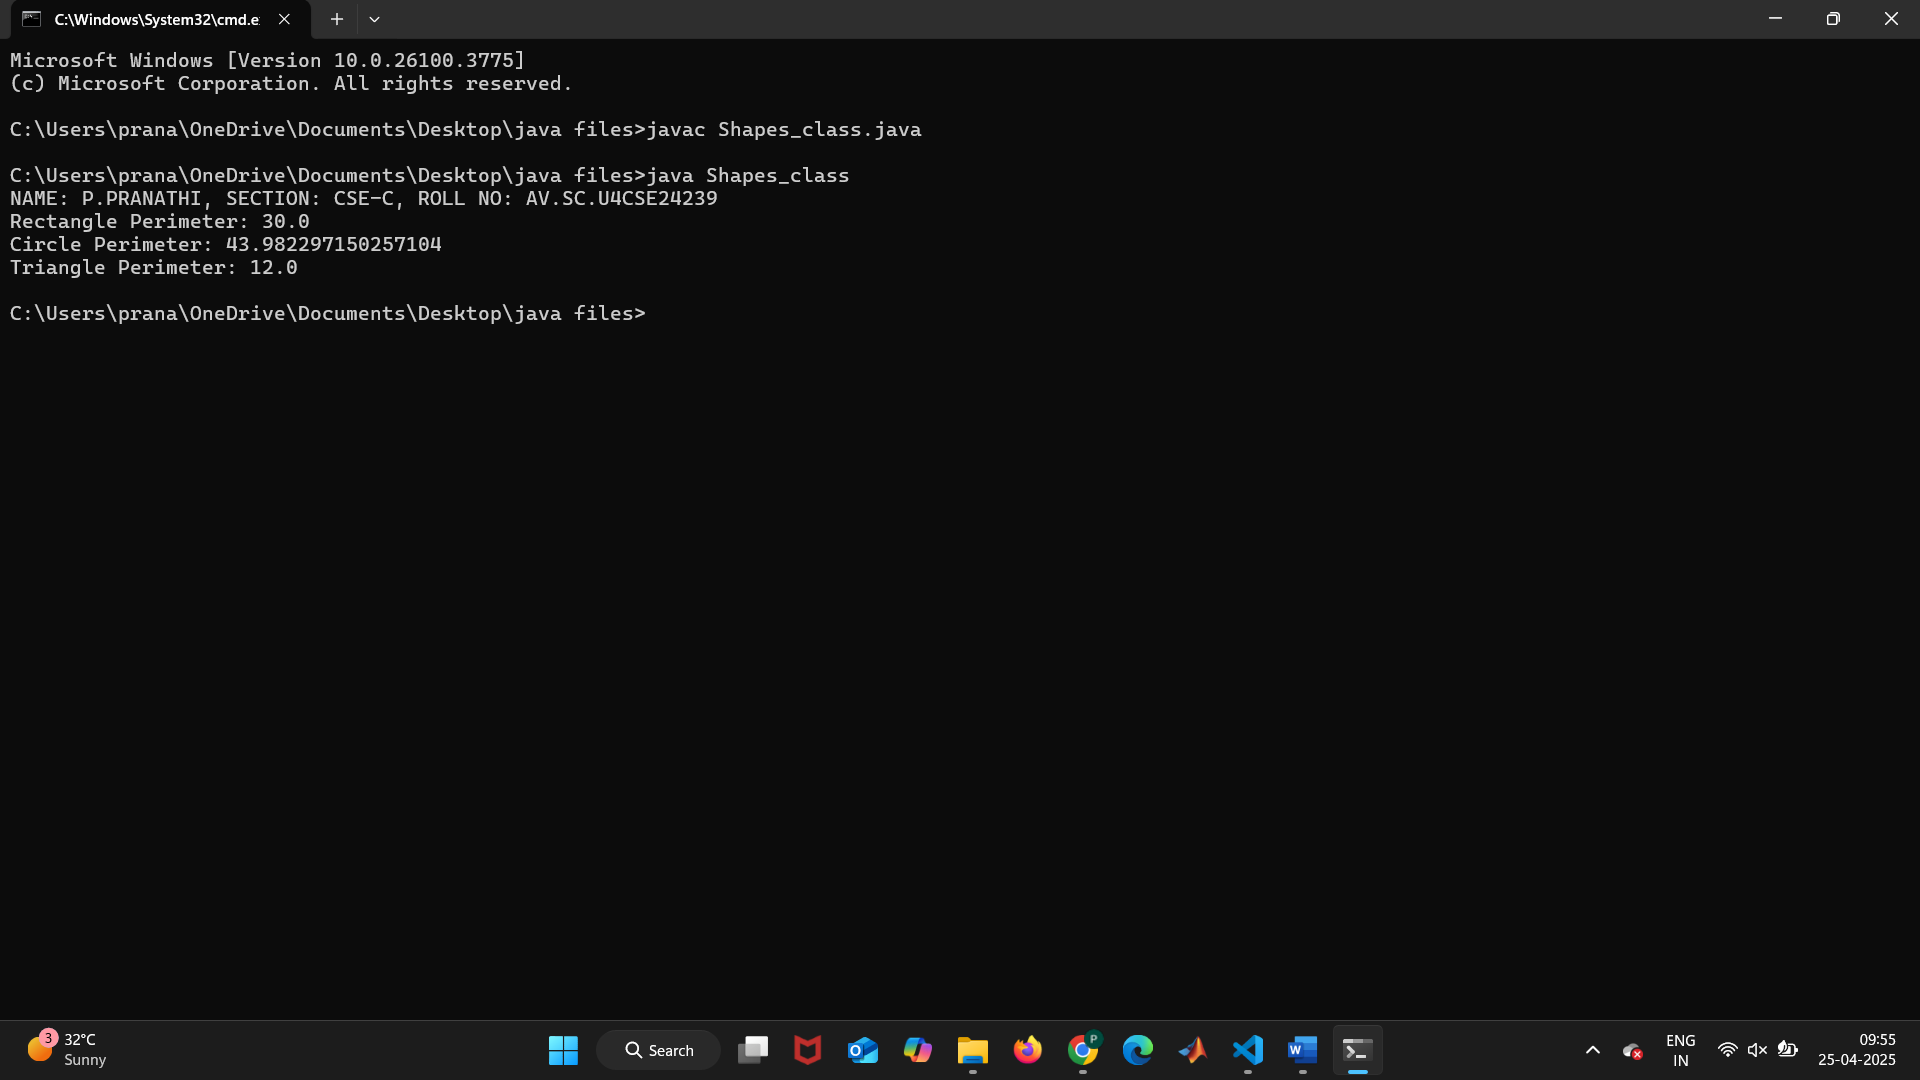 C:\Windows\System32\cmd.e
Microsoft Windows [Version 10.0.26100.3775]
(c) Microsoft Corporation. All rights reserved.
C:\Users\prana\OneDrive\Documents\Desktop\java files>javac Shapes_class.java
C:\Users\prana\OneDrive\Documents\Desktop\java files>java Shapes_class
NAME: P.PRANATHI, SECTION: CSE-C, ROLL NO: AV.SC.U4CSE24239
Rectangle Perimeter: 30.0
Circle Perimeter: 43.982297150257104
Triangle Perimeter: 12.0
C:\Users\prana\OneDrive\Documents\Desktop\java files>
3
32°C
Sunny
Search
O
P
W
ENG
IN
09:55
25-04-2025